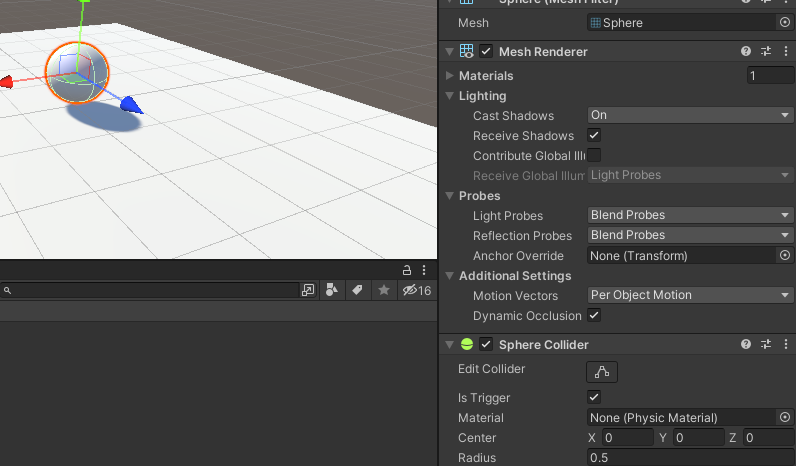 Sphere (Mesh Filter)
Mesh Sphere
Mesh Renderer
Materials 1
Lighting
Cast Shadows On
Receive Shadows
Contribute Global Illu
Receive Global Illum Light Probes
Probes
Light Probes Blend Probes
Reflection Probes Blend Probes
Anchor Override None (Transform)
Additional Settings
16
Motion Vectors Per Object Motion
Dynamic Occlusion
Sphere Collider
Edit Collider
Is Trigger
Material None (Physic Material)
Center X 0 Y 0 Z 0
Radius 0.5